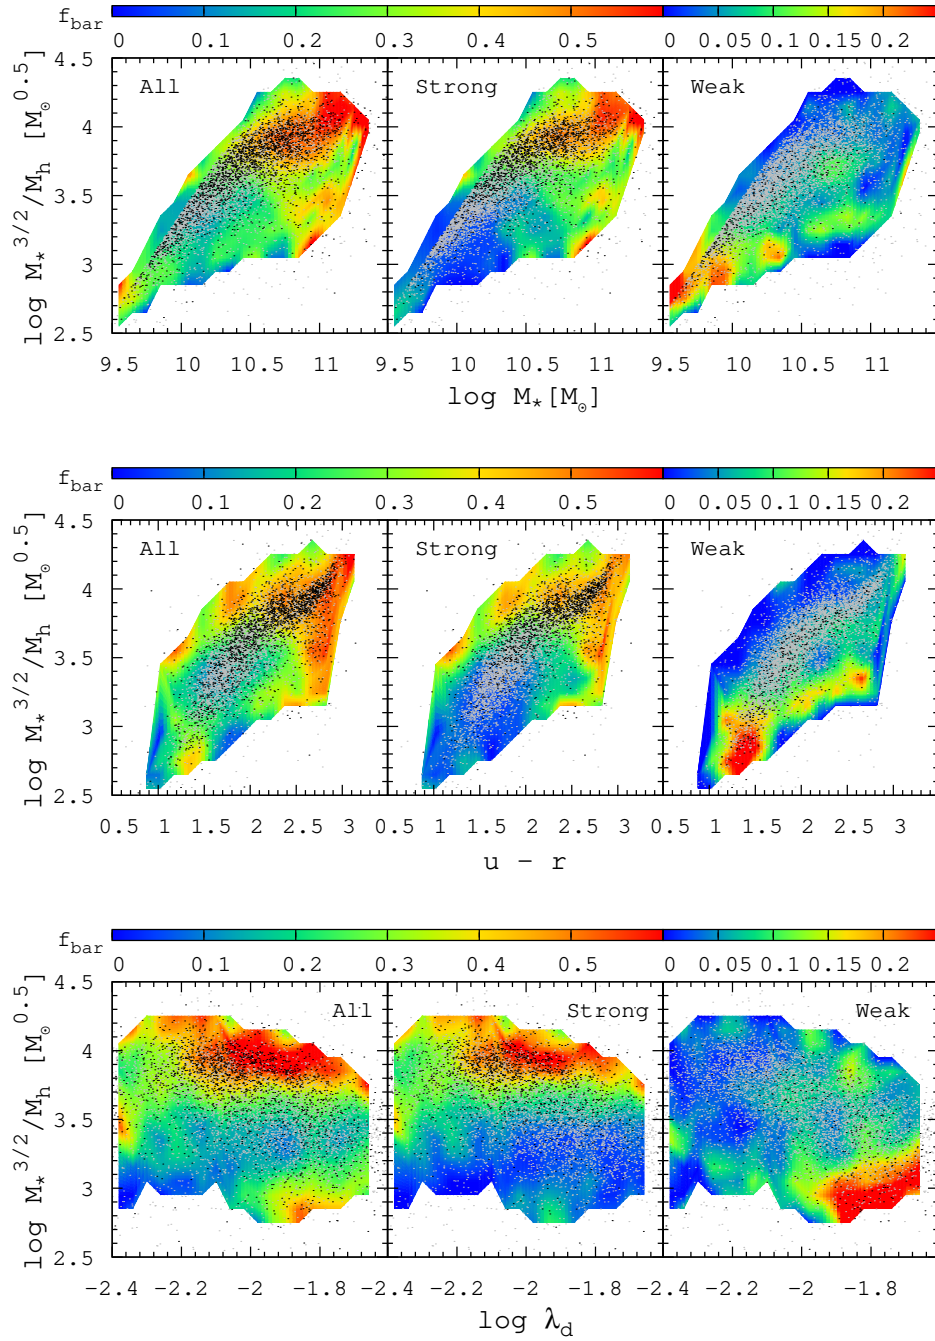 f_bar 0 0.1 0.2 0.3 0.4 0.5 0 0.05 0.1 0.15 0.2
4.5 All Strong Weak
4
3.5
3
2.5
log M_*^3/2/M_h [M_⊙^0.5]
9.5 10 10.5 11 9.5 10 10.5 11 9.5 10 10.5 11
log M_*[M_⊙]
f_bar 0 0.1 0.2 0.3 0.4 0.5 0 0.05 0.1 0.15 0.2
4.5 All Strong Weak
4
3.5
3
2.5
log M_*^3/2/M_h [M_⊙^0.5]
0.5 1 1.5 2 2.5 3 0.5 1 1.5 2 2.5 3 0.5 1 1.5 2 2.5 3
u − r
f_bar 0 0.1 0.2 0.3 0.4 0.5 0 0.05 0.1 0.15 0.2
4.5 All Strong Weak
4
3.5
3
2.5
log M_*^3/2/M_h [M_⊙^0.5]
−2.4 −2.2 −2 −1.8 −2.4 −2.2 −2 −1.8 −2.4 −2.2 −2 −1.8
log λ_d